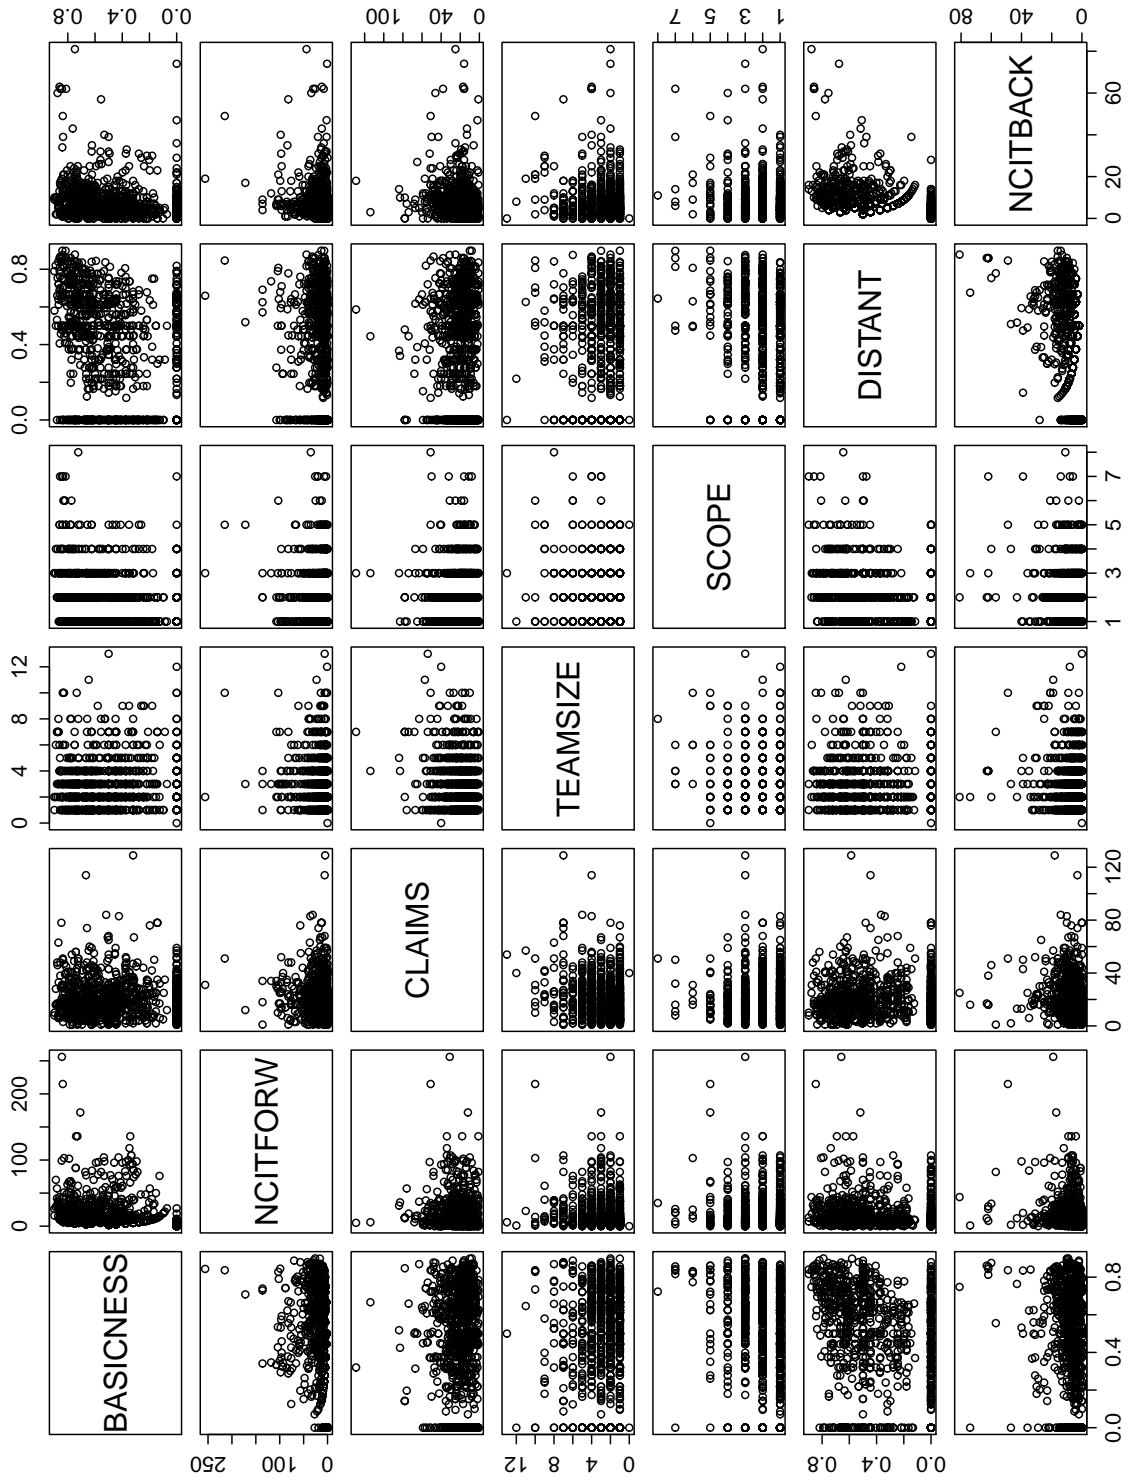 0 100 200
0 4 8 12
0.0 0.4 0.8
BASICNESS
0.8 0.4 0.0
250 100 0
NCITFORW
CLAIMS
100 40 0
12 8 4 0
TEAMSIZE
SCOPE
7 5 3 1
0.8 0.4 0.0
DISTANT
NCITBACK
80 40 0
0.0 0.4 0.8
0 40 80 120
1 3 5 7
0 20 60